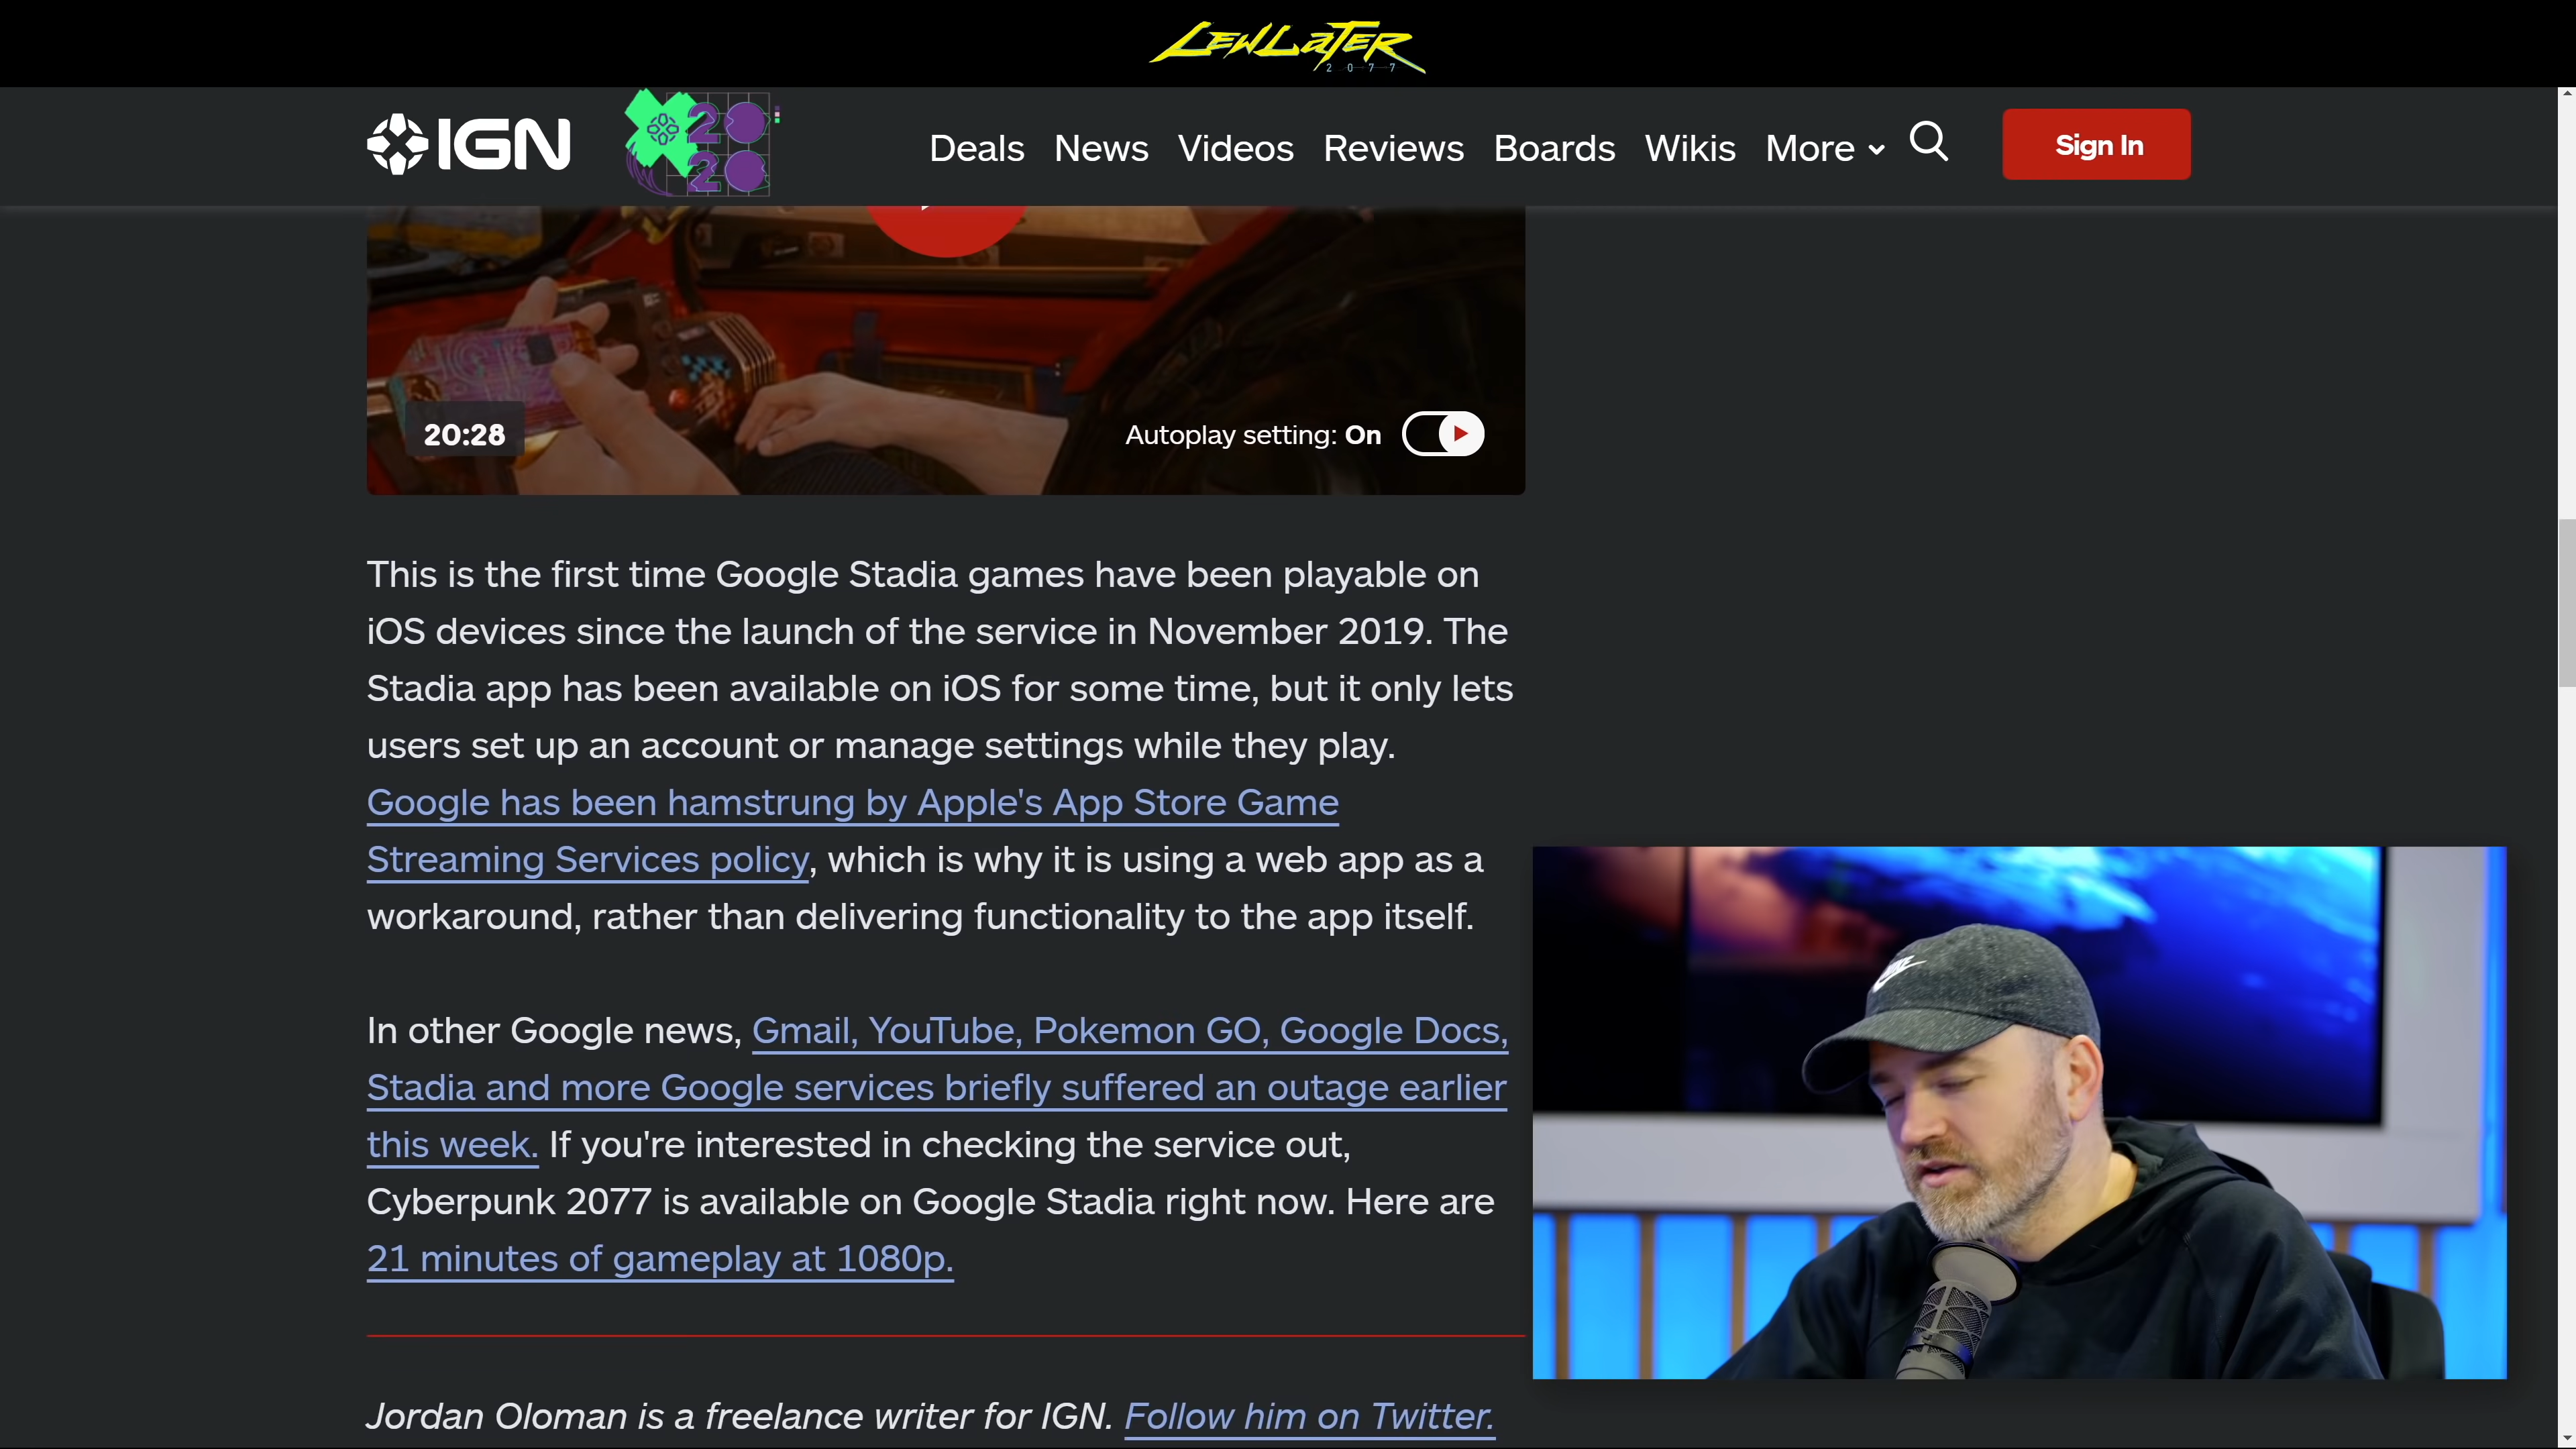 LEWLATER
2077
IGN
2020
Deals
News
Videos
Reviews
Boards
Wikis
More
Sign In
20:28
Autoplay setting: On
This is the first time Google Stadia games have been playable on
iOS devices since the launch of the service in November 2019. The
Stadia app has been available on iOS for some time, but it only lets
users set up an account or manage settings while they play.
Google has been hamstrung by Apple's App Store Game
Streaming Services policy, which is why it is using a web app as a
workaround, rather than delivering functionality to the app itself.
In other Google news, Gmail, YouTube, Pokemon GO, Google Docs,
Stadia and more Google services briefly suffered an outage earlier
this week. If you're interested in checking the service out,
Cyberpunk 2077 is available on Google Stadia right now. Here are
21 minutes of gameplay at 1080p.
Jordan Oloman is a freelance writer for IGN. Follow him on Twitter.
NIKE